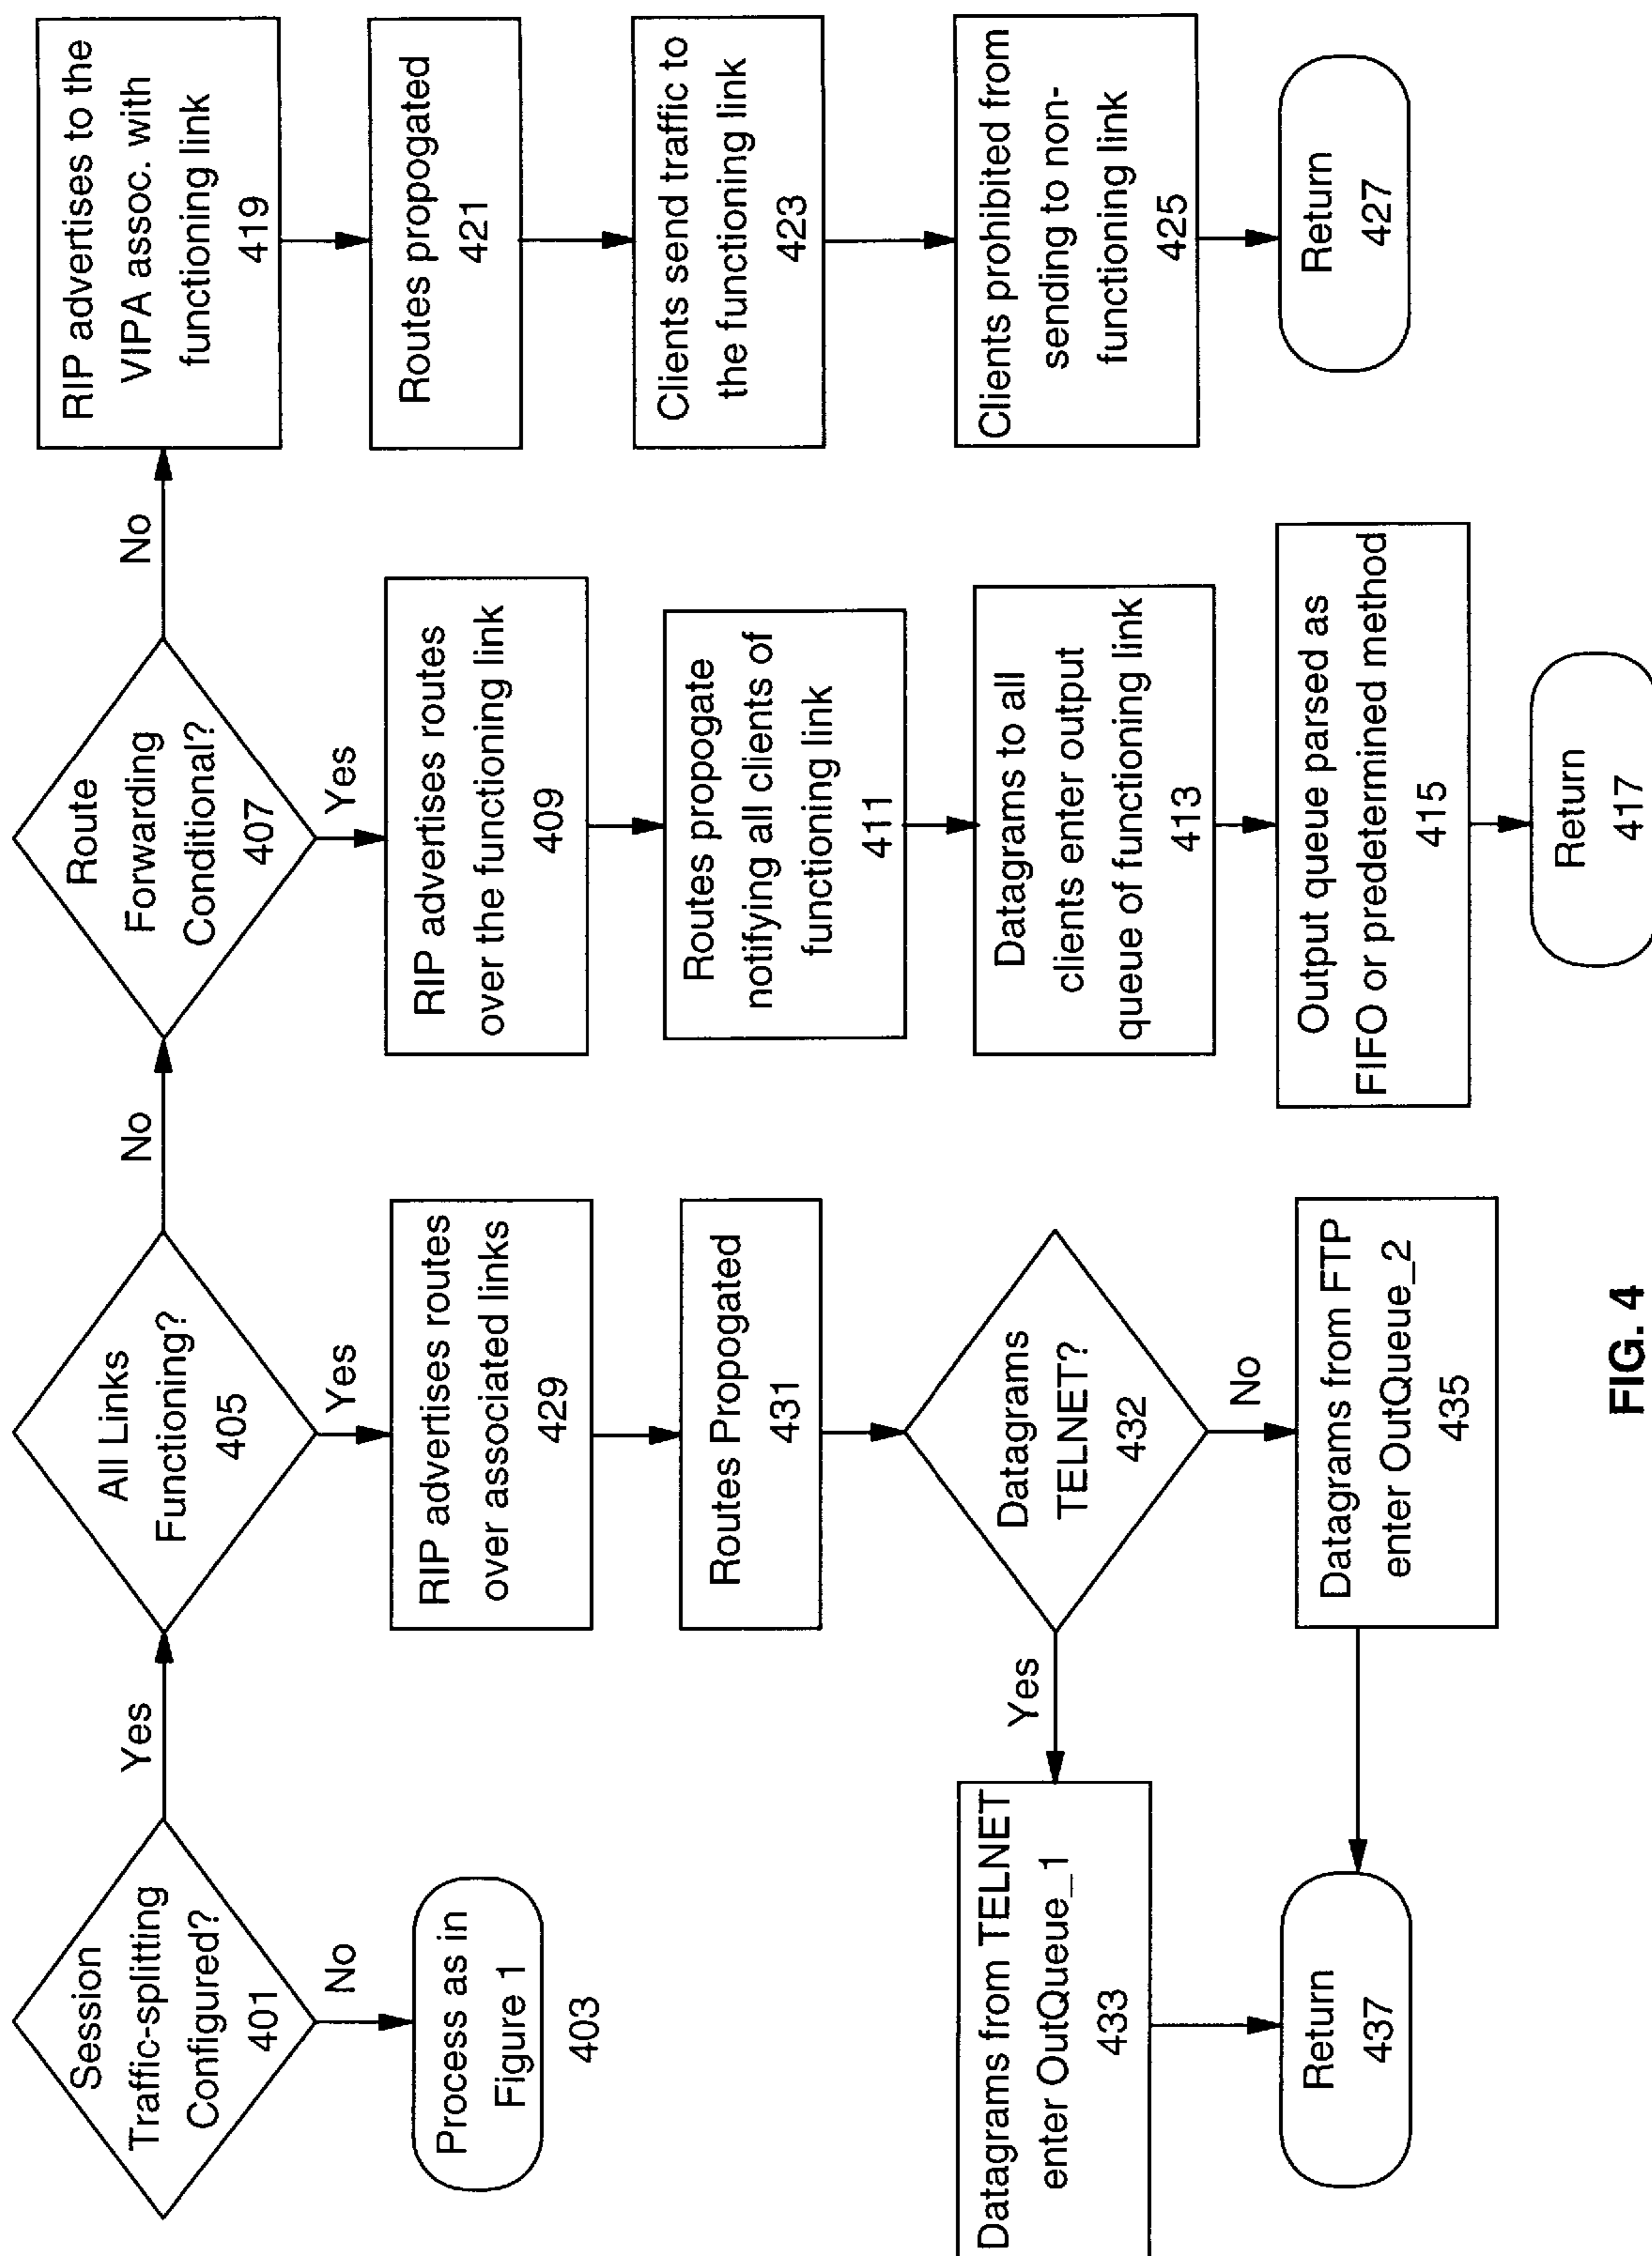 Session
Traffic-splitting
Configured?
401
Yes
No
Process as in
Figure 1
403
All Links
Functioning?
405
No
Yes
RIP advertises routes
over associated links
429
Routes Propogated
431
Datagrams
TELNET?
432
Yes
No
Datagrams from TELNET
enter OutQueue_1
433
Datagrams from FTP
enter OutQueue_2
435
Return
437
Route
Forwarding
Conditional?
407
No
Yes
RIP advertises routes
over the functioning link
409
Routes propogate
notifying all clients of
functioning link
411
Datagrams to all
clients enter output
queue of functioning link
413
Output queue parsed as
FIFO or predetermined method
415
Return
417
RIP advertises to the
VIPA assoc. with
functioning link
419
Routes propogated
421
Clients send traffic to
the functioning link
423
Clients prohibited from
sending to non-
functioning link
425
Return
427
FIG. 4